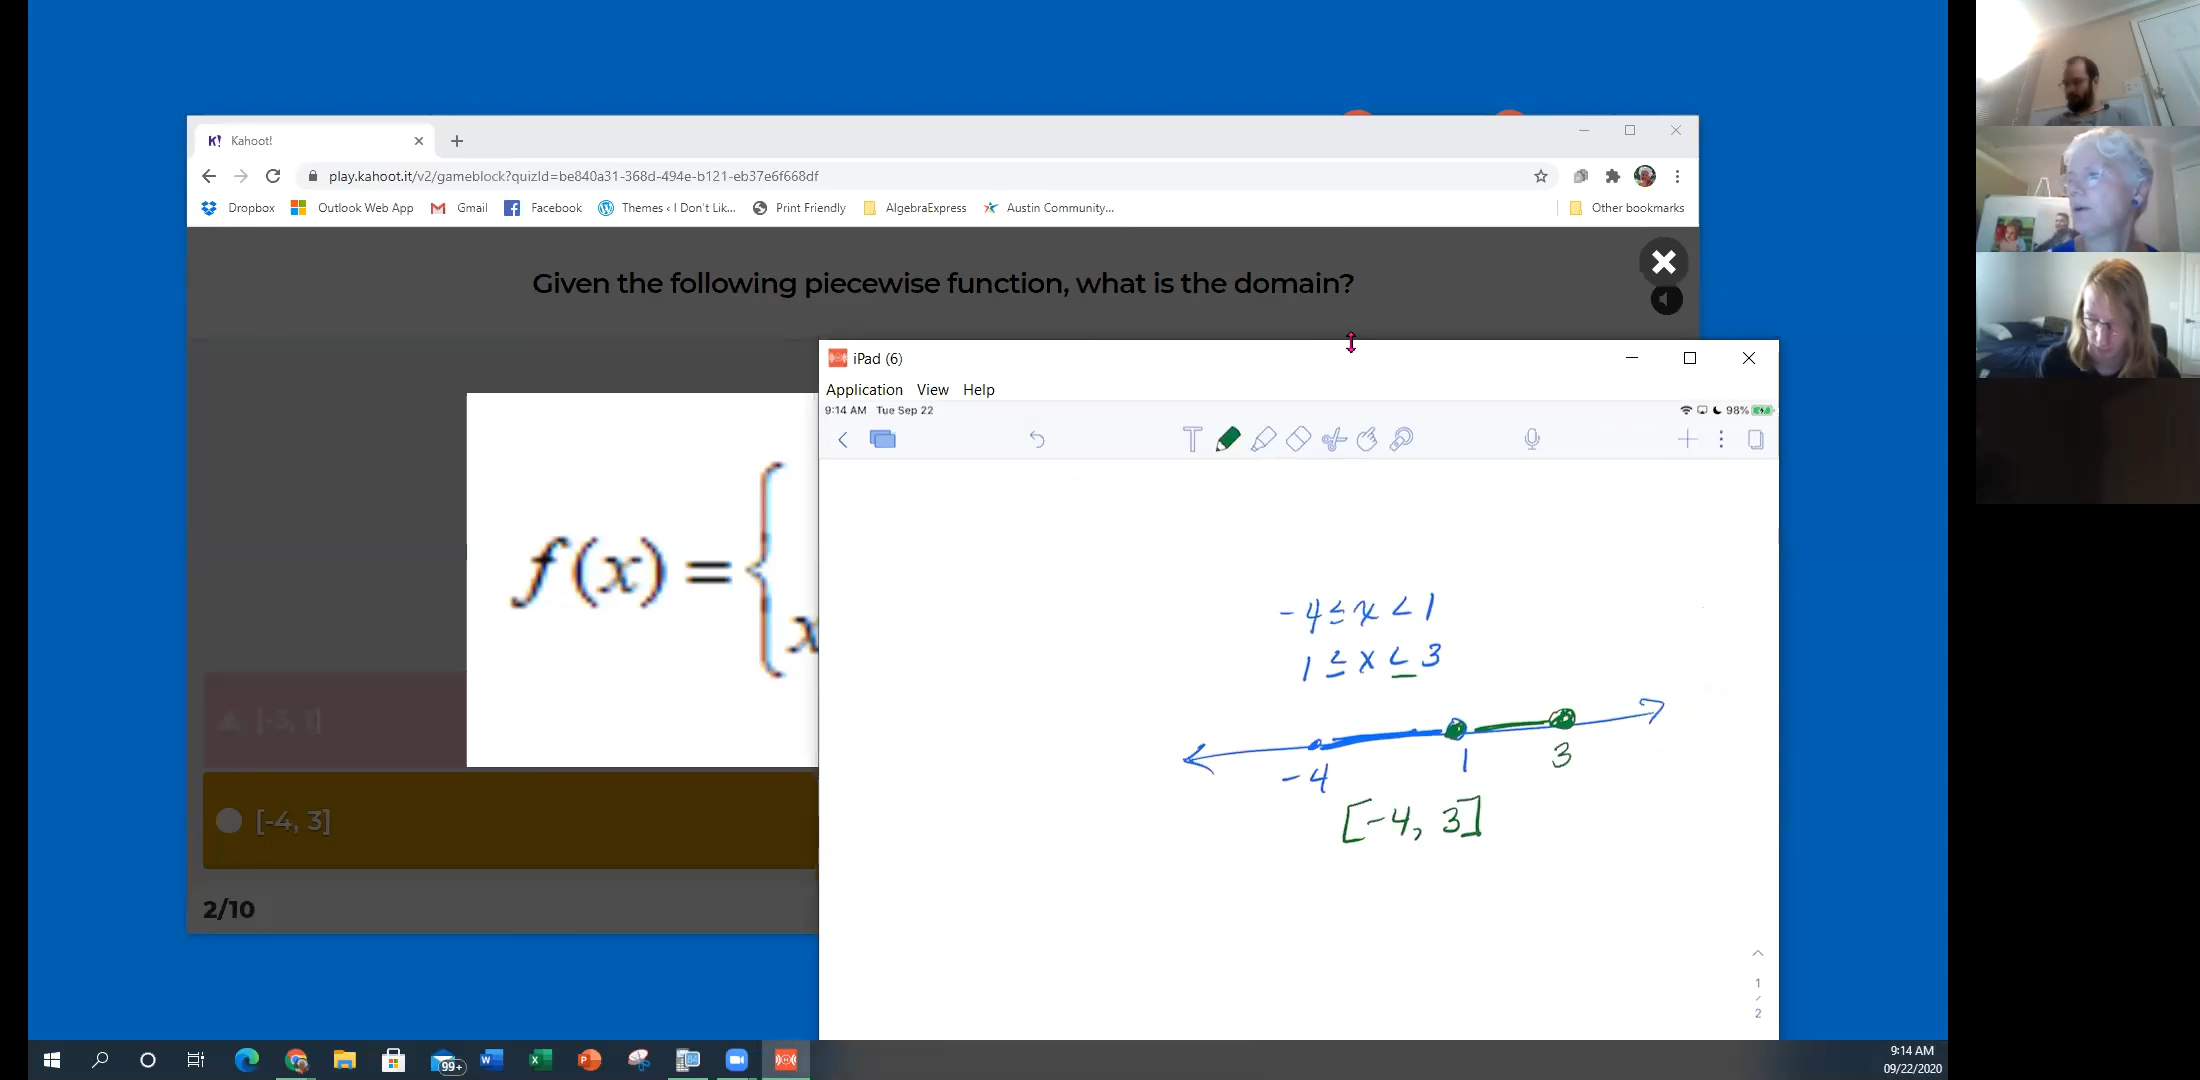 K! Kahoot!
play.kahoot.it/v2/gameblock?quizId=be840a31-368d-494e-b121-eb37e6f668df
Dropbox Outlook Web App Gmail Facebook Themes ‹ I Don't Lik... Print Friendly AlgebraExpress Austin Community... Other bookmarks
Given the following piecewise function, what is the domain?
f(x) = {
x
[-5, 1]
[-4, 3]
2/10
iPad (6)
Application View Help
9:14 AM Tue Sep 22 98%
-4 ≤ x < 1
1 ≤ x ≤ 3
-4 1 3
[-4, 3]
1
/
2
99+
9:14 AM
09/22/2020